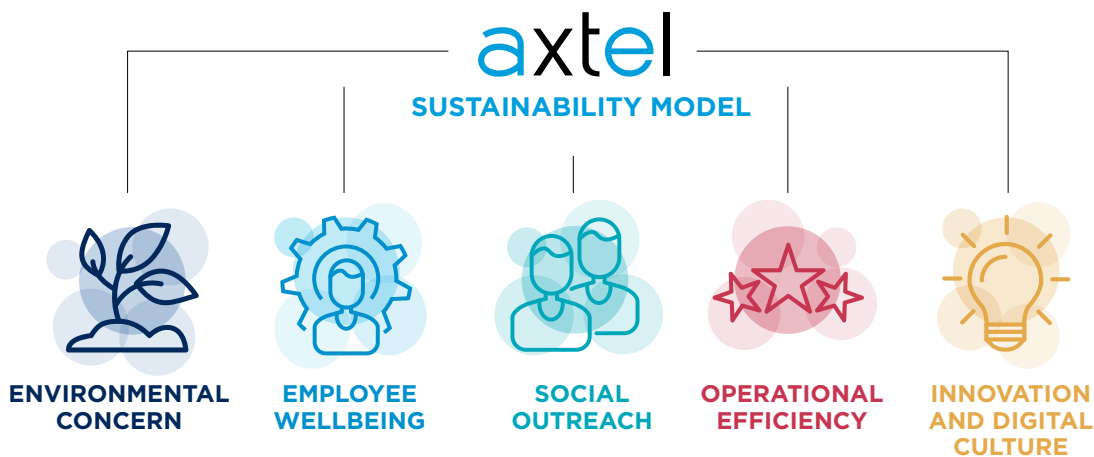 axtel
SUSTAINABILITY MODEL
ENVIRONMENTAL
CONCERN
EMPLOYEE
WELLBEING
SOCIAL
OUTREACH
OPERATIONAL
EFFICIENCY
INNOVATION
AND DIGITAL
CULTURE